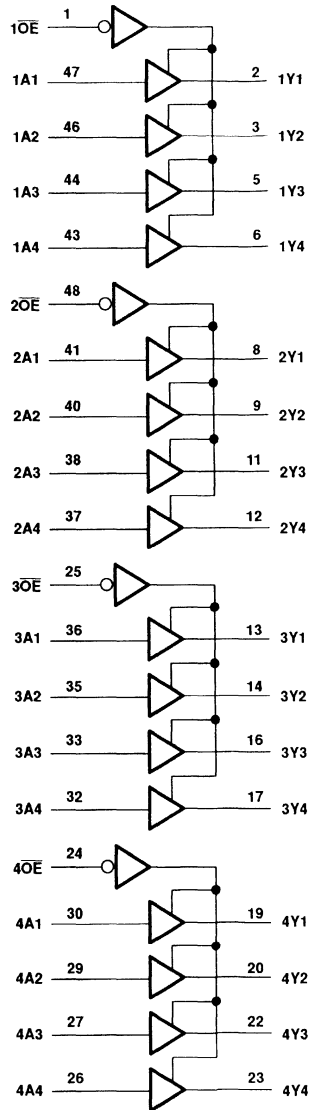 1OE 1
1A1 47 2 1Y1
1A2 46 3 1Y2
1A3 44 5 1Y3
1A4 43 6 1Y4
2OE 48
2A1 41 8 2Y1
2A2 40 9 2Y2
2A3 38 11 2Y3
2A4 37 12 2Y4
3OE 25
3A1 36 13 3Y1
3A2 35 14 3Y2
3A3 33 16 3Y3
3A4 32 17 3Y4
4OE 24
4A1 30 19 4Y1
4A2 29 20 4Y2
4A3 27 22 4Y3
4A4 26 23 4Y4